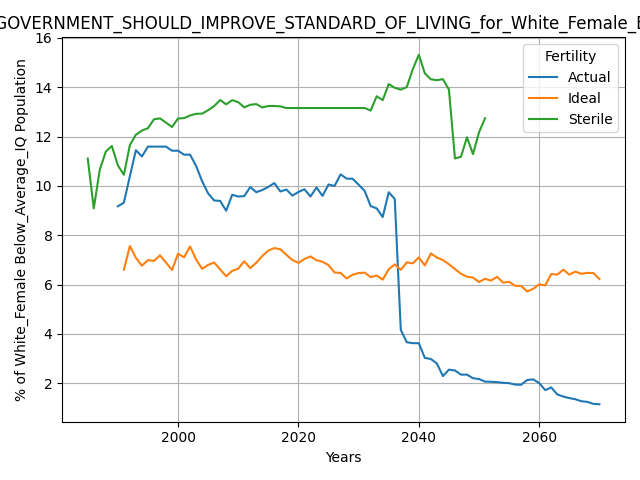 GOVERNMENT_SHOULD_IMPROVE_STANDARD_OF_LIVING_for_White_Female_B
16
14
12
10
8
6
4
2
% of White_Female Below_Average_IQ Population
Fertility
Actual
Ideal
Sterile
2000
2020
2040
2060
Years